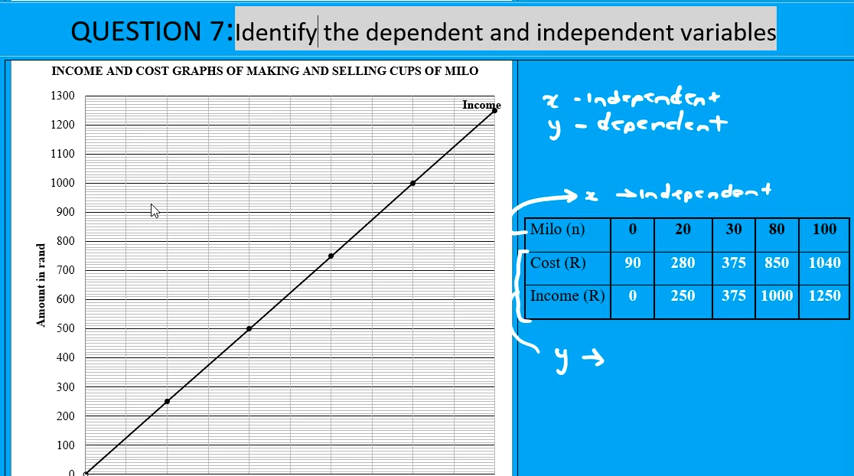 QUESTION 7:Identify the dependent and independent variables
INCOME AND COST GRAPHS OF MAKING AND SELLING CUPS OF MILO
Income
1300
1200
1100
1000
900
800
700
600
500
400
300
200
100
0
Amount in rand
x - independent
y - dependent
x → independent
Milo (n) 0 20 30 80 100
Cost (R) 90 280 375 850 1040
Income (R) 0 250 375 1000 1250
y →